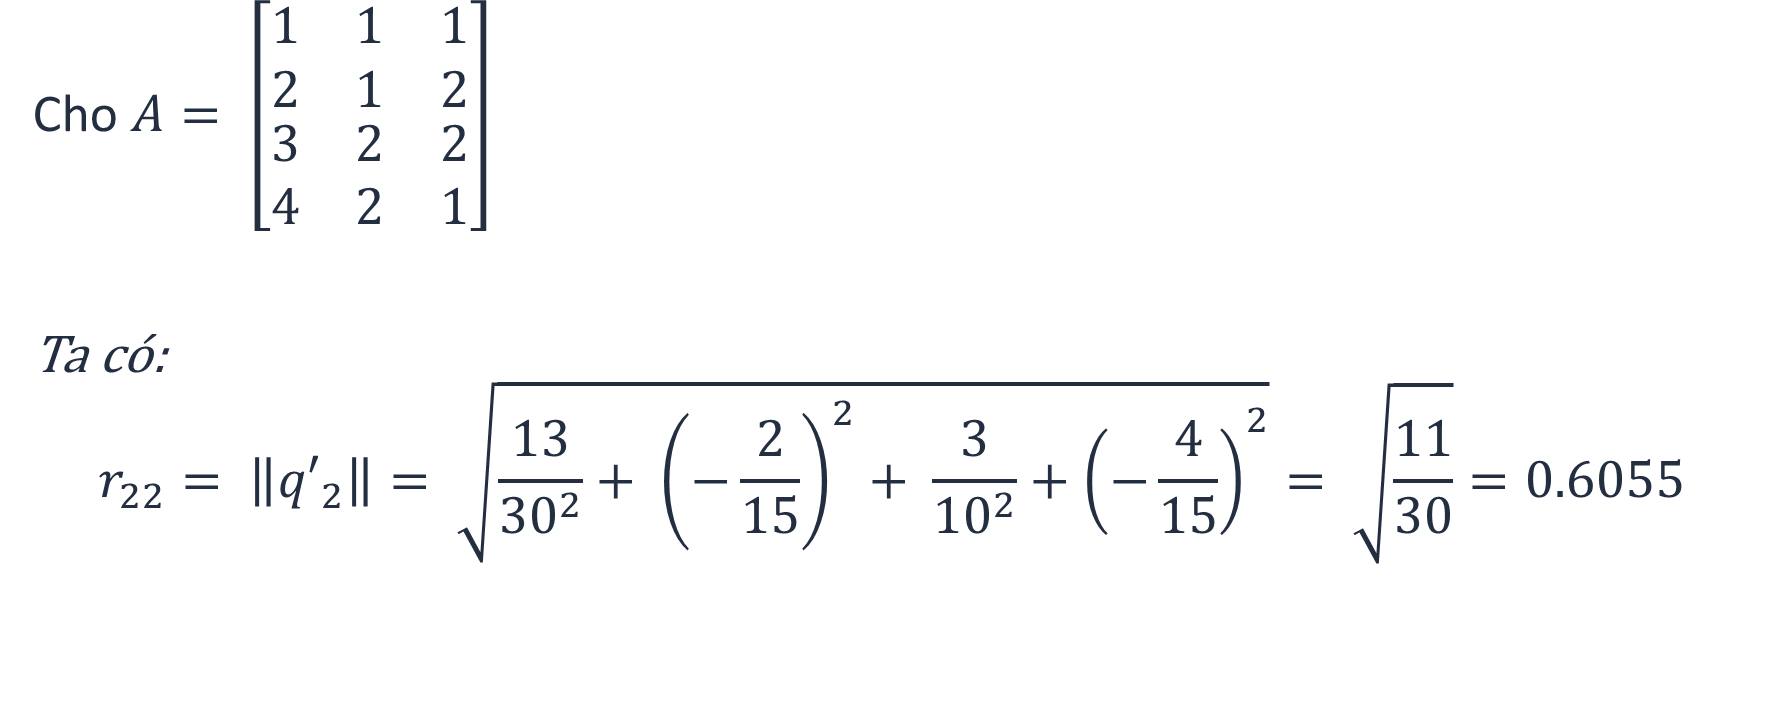 Cho A = [1 1 1
2 1 2
3 2 2
4 2 1]
Ta có:
r₂₂ = ‖q′₂‖ = √(13/30² + (−2/15)² + 3/10² + (−4/15)²) = √(11/30) = 0.6055